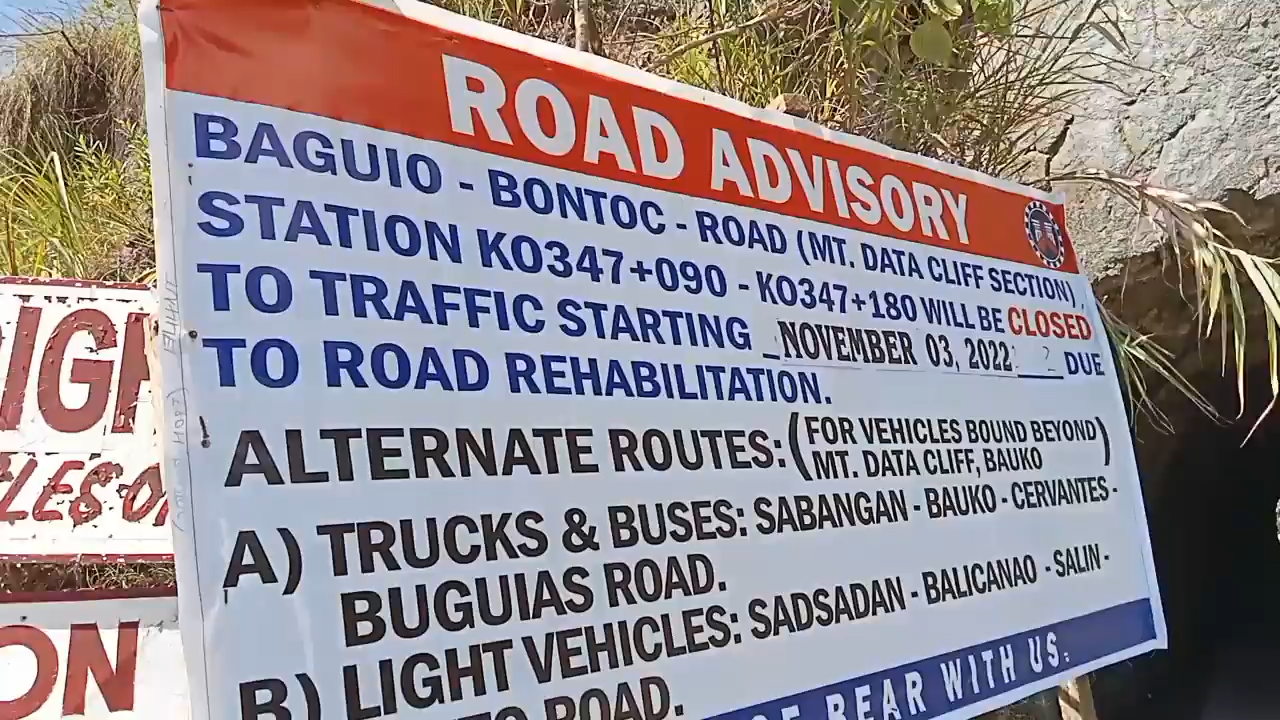 ROAD ADVISORY
BAGUIO - BONTOC - ROAD (MT. DATA CLIFF SECTION),
STATION K0347+090 - K0347+180 WILL BE CLOSED
TO TRAFFIC STARTING _NOVEMBER 03, 2022 ___ DUE
TO ROAD REHABILITATION.
ALTERNATE ROUTES: (FOR VEHICLES BOUND BEYOND
MT. DATA CLIFF, BAUKO)
A) TRUCKS & BUSES: SABANGAN - BAUKO - CERVANTES -
BUGUIAS ROAD.
B) LIGHT VEHICLES: SADSADAN - BALICANAO - SALIN -
ROAD.
BEAR WITH US.